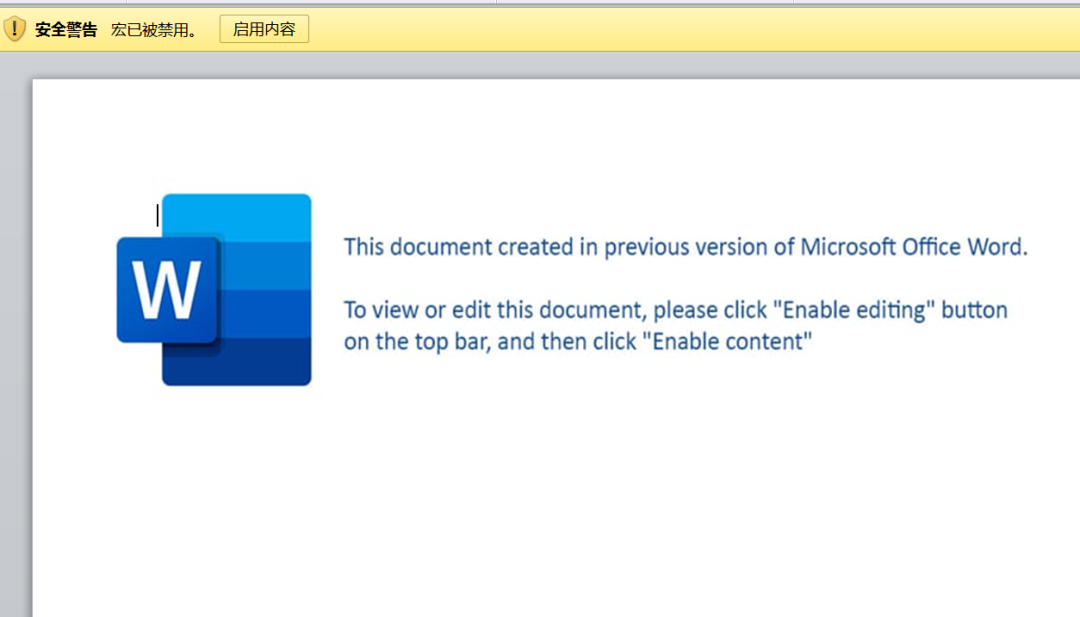 安全警告 宏已被禁用。 启用内容
W
This document created in previous version of Microsoft Office Word.
To view or edit this document, please click "Enable editing" button
on the top bar, and then click "Enable content"